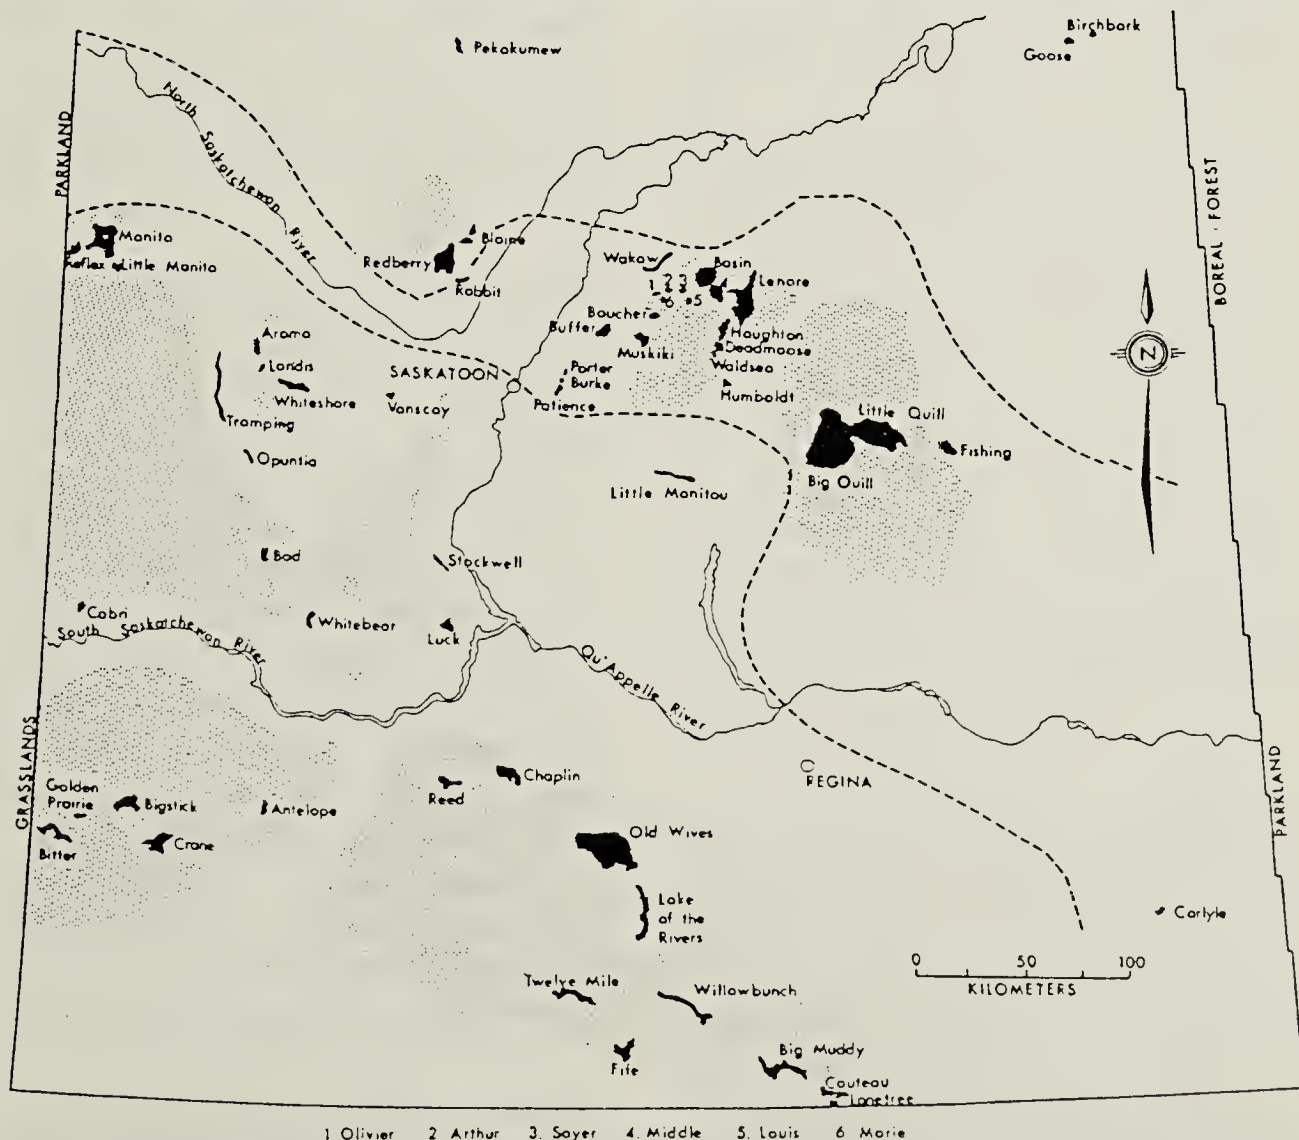 Birchbark
Goose
Pekakumew
PARKLAND
North Saskatchewan River
BOREAL FOREST
Manito
Reflex
Little Manito
Redberry
Blaine
Rabbit
Wakaw
Basin
Lenore
1 2 3
4
6 5
Boucher
Buffer
Muskiki
Houghton
Deadmoose
Waldsea
Humboldt
Aroma
Landis
Whiteshore
Tramping
Opuntia
Vanscoy
SASKATOON
Porter
Burke
Patience
Little Quill
Fishing
Big Quill
Little Manitou
N
Bad
Stockwell
Cabri
South Saskatchewan River
Whitebear
Luck
Qu'Appelle River
GRASSLANDS
Golden
Prairie
Bigstick
Antelope
Bitter
Crane
Reed
Chaplin
REGINA
Old Wives
PARKLAND
Lake
of the
Rivers
Carlyle
0 50 100
KILOMETERS
Twelve Mile
Willowbunch
Fife
Big Muddy
Couteau
Lonetree
1 Olivier 2 Arthur 3. Sayer 4. Middle 5. Louis 6 Marie